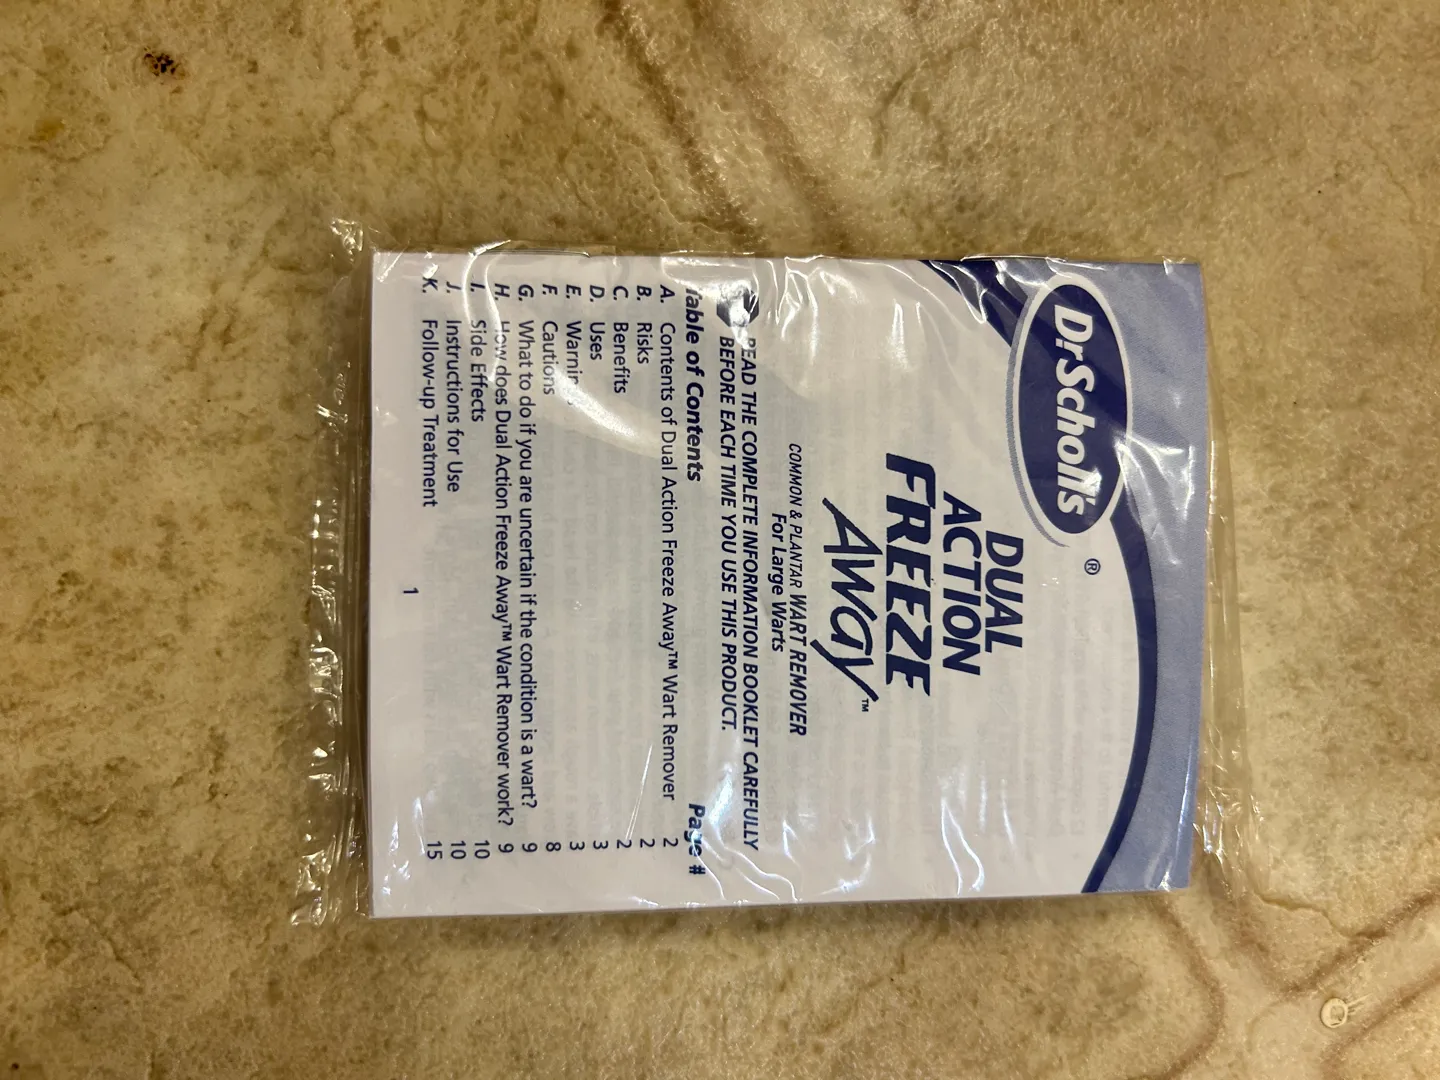 Dr.Scholl's®
DUAL
ACTION
FREEZE
AWAY™
COMMON & PLANTAR WART REMOVER
For Large Warts
READ THE COMPLETE INFORMATION BOOKLET CAREFULLY
BEFORE EACH TIME YOU USE THIS PRODUCT.
Table of Contents Page #
A. Contents of Dual Action Freeze Away™ Wart Remover 2
B. Risks 2
C. Benefits 2
D. Uses 3
E. 3
F. Cautions 8
G. What to do if you are uncertain if the condition is a wart? 9
H. How does Dual Action Freeze Away™ Wart Remover work? 9
I. Side Effects 10
J. Instructions for Use 10
K. Follow-up Treatment 15
1